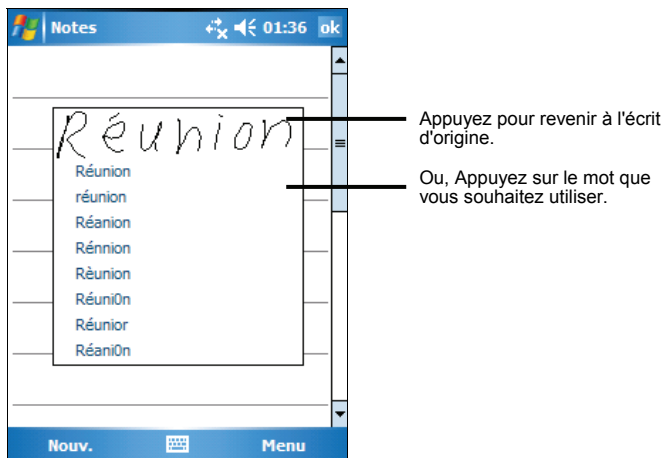 Notes 01:36 ok
Réunion
Réunion
réunion
Réanion
Rénnion
Rèunion
Réuni0n
Réunior
Réani0n
Nouv. Menu
Appuyez pour revenir à l'écrit
d'origine.
Ou, Appuyez sur le mot que
vous souhaitez utiliser.